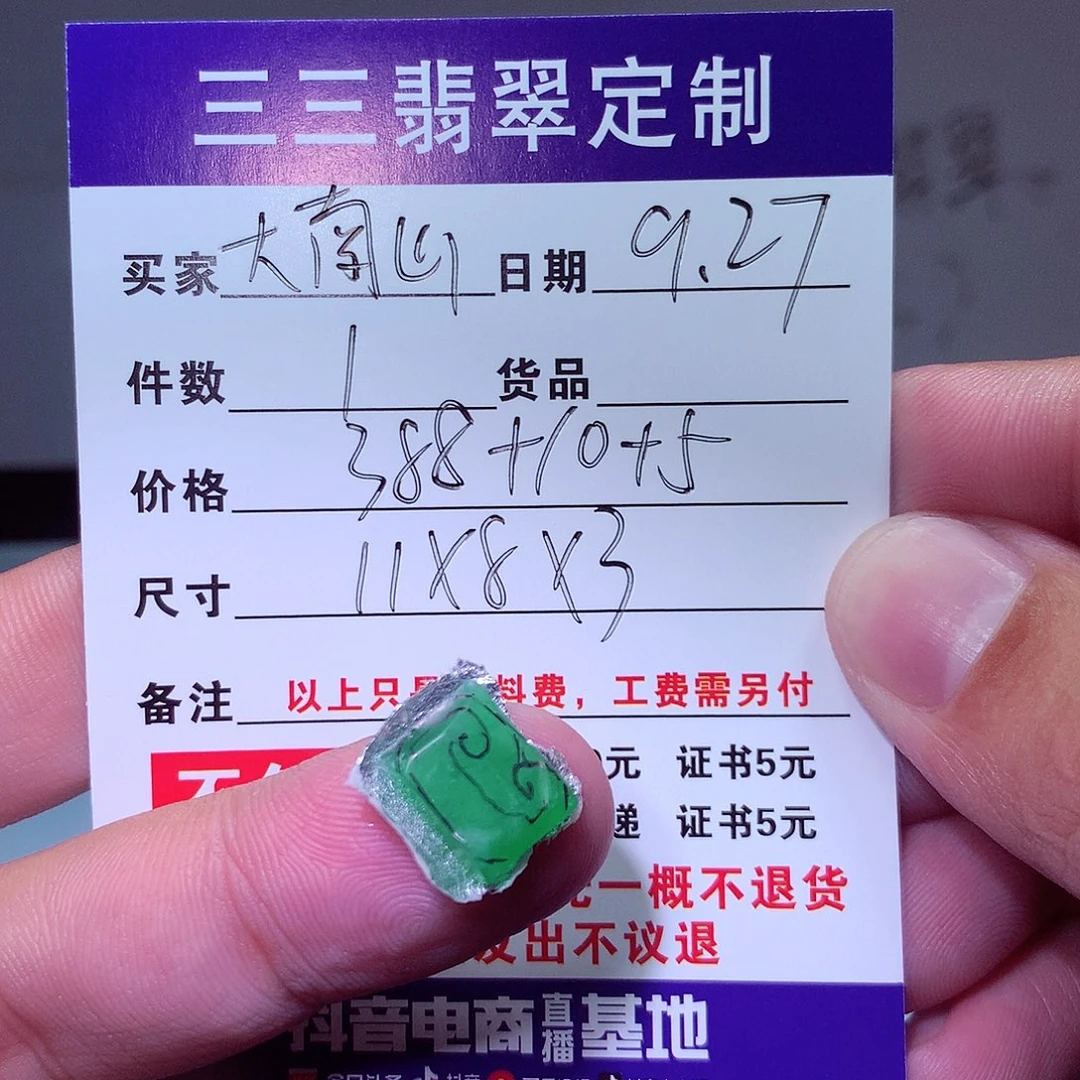 三三翡翠定制
买家 大南山 日期 9.27
件数 1 货品
价格 388+10+5
尺寸 11X8X3
备注 以上只 料费，工费需另付
元 证书5元
递 证书5元
一概不退货
发出不议退
抖音电商直播基地